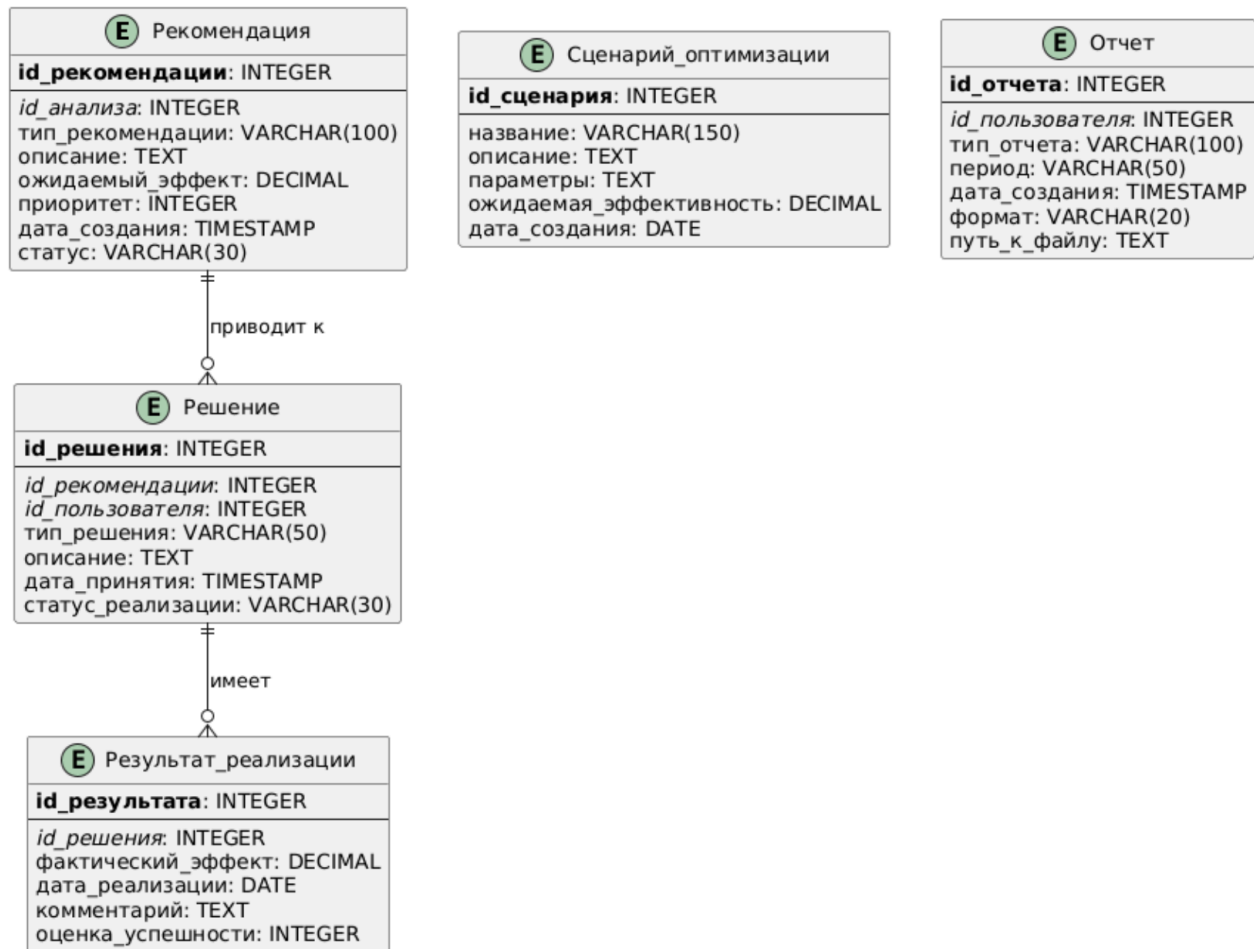 E Рекомендация
id_рекомендации: INTEGER
id_анализа: INTEGER
тип_рекомендации: VARCHAR(100)
описание: TEXT
ожидаемый_эффект: DECIMAL
приоритет: INTEGER
дата_создания: TIMESTAMP
статус: VARCHAR(30)
E Сценарий_оптимизации
id_сценария: INTEGER
название: VARCHAR(150)
описание: TEXT
параметры: TEXT
ожидаемая_эффективность: DECIMAL
дата_создания: DATE
E Отчет
id_отчета: INTEGER
id_пользователя: INTEGER
тип_отчета: VARCHAR(100)
период: VARCHAR(50)
дата_создания: TIMESTAMP
формат: VARCHAR(20)
путь_к_файлу: TEXT
приводит к
E Решение
id_решения: INTEGER
id_рекомендации: INTEGER
id_пользователя: INTEGER
тип_решения: VARCHAR(50)
описание: TEXT
дата_принятия: TIMESTAMP
статус_реализации: VARCHAR(30)
имеет
E Результат_реализации
id_результата: INTEGER
id_решения: INTEGER
фактический_эффект: DECIMAL
дата_реализации: DATE
комментарий: TEXT
оценка_успешности: INTEGER